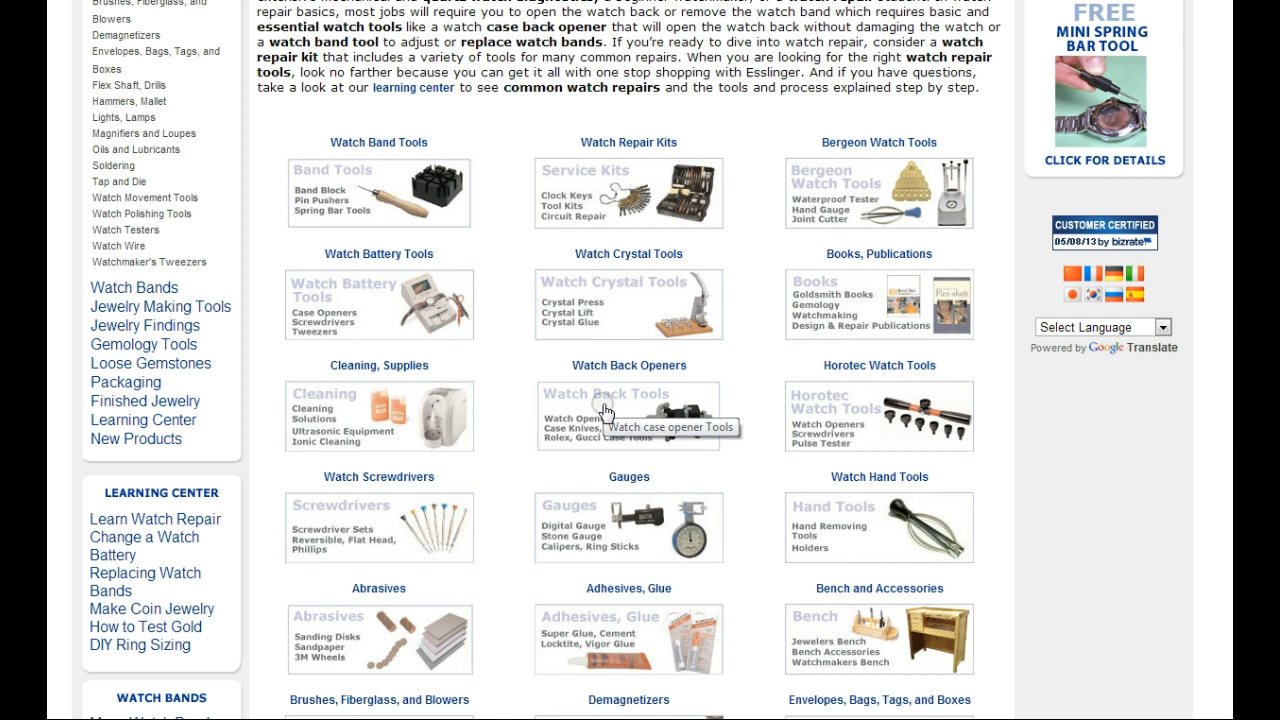 Brushes, Fiberglass, and
Blowers
Demagnetizers
Envelopes, Bags, Tags, and
Boxes
Flex Shaft, Drills
Hammers, Mallet
Lights, Lamps
Magnifiers and Loupes
Oils and Lubricants
Soldering
Tap and Die
Watch Movement Tools
Watch Polishing Tools
Watch Testers
Watch Wire
Watchmaker's Tweezers
Watch Bands
Jewelry Making Tools
Jewelry Findings
Gemology Tools
Loose Gemstones
Packaging
Finished Jewelry
Learning Center
New Products
LEARNING CENTER
Learn Watch Repair
Change a Watch
Battery
Replacing Watch
Bands
Make Coin Jewelry
How to Test Gold
DIY Ring Sizing
WATCH BANDS
repair basics, most jobs will require you to open the watch back or remove the watch band which requires basic and
essential watch tools like a watch case back opener that will open the watch back without damaging the watch or
a watch band tool to adjust or replace watch bands. If you're ready to dive into watch repair, consider a watch
repair kit that includes a variety of tools for many common repairs. When you are looking for the right watch repair
tools, look no farther because you can get it all with one stop shopping with Esslinger. And if you have questions,
take a look at our learning center to see common watch repairs and the tools and process explained step by step.
Watch Band Tools
Band Tools
Band Block
Pin Pushers
Spring Bar Tools
Watch Repair Kits
Service Kits
Clock Keys
Tool Kits
Circuit Repair
Bergeon Watch Tools
Bergeon
Watch Tools
Waterproof Tester
Hand Gauge
Joint Cutter
Watch Battery Tools
Watch Battery
Tools
Case Openers
Screwdrivers
Tweezers
Watch Crystal Tools
Watch Crystal Tools
Crystal Press
Crystal Lift
Crystal Glue
Books, Publications
Books
Goldsmith Books
Gemology
Watchmaking
Design & Repair Publications
Cleaning, Supplies
Cleaning
Cleaning
Solutions
Ultrasonic Equipment
Ionic Cleaning
Watch Back Openers
Watch Back Tools
Watch Open
Case Knives,
Rolex, Gucci Case Tools
Watch case opener Tools
Horotec Watch Tools
Horotec
Watch Tools
Watch Openers
Screwdrivers
Pulse Tester
Watch Screwdrivers
Screwdrivers
Screwdriver Sets
Reversible, Flat Head,
Phillips
Gauges
Gauges
Digital Gauge
Stone Gauge
Calipers, Ring Sticks
Watch Hand Tools
Hand Tools
Hand Removing
Tools
Holders
Abrasives
Abrasives
Sanding Disks
Sandpaper
3M Wheels
Adhesives, Glue
Adhesives, Glue
Super Glue, Cement
Locktite, Vigor Glue
Bench and Accessories
Bench
Jewelers Bench
Bench Accessories
Watchmakers Bench
Brushes, Fiberglass, and Blowers
Demagnetizers
Envelopes, Bags, Tags, and Boxes
FREE
MINI SPRING
BAR TOOL
CLICK FOR DETAILS
CUSTOMER CERTIFIED
05/08/13 by bizrate
Select Language
Powered by Google Translate